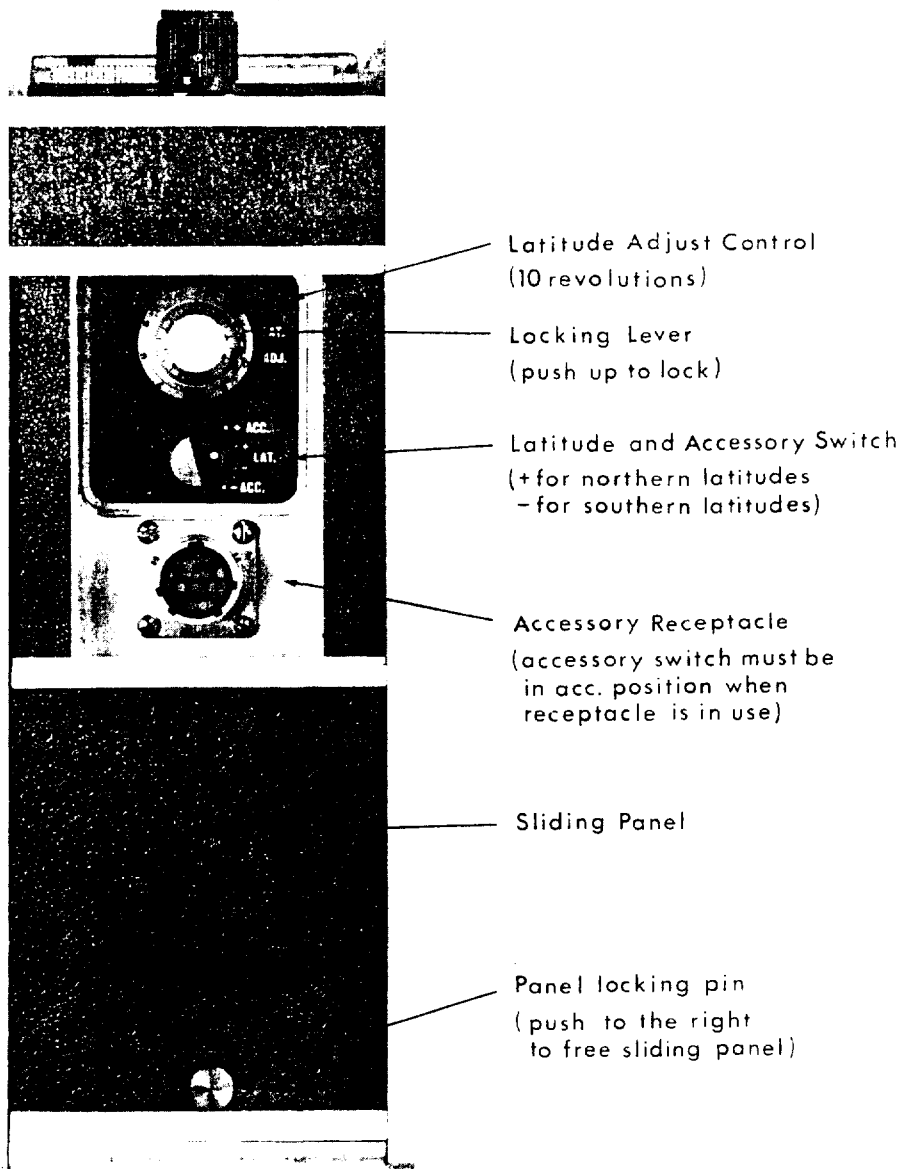 Latitude Adjust Control
(10 revolutions)
ADJ.
Locking Lever
(push up to lock)
+ ACC.
+
LAT.
-
- ACC.
Latitude and Accessory Switch
(+for northern latitudes
-for southern latitudes)
Accessory Receptacle
(accessory switch must be
in acc. position when
receptacle is in use)
Sliding Panel
Panel locking pin
(push to the right
to free sliding panel)